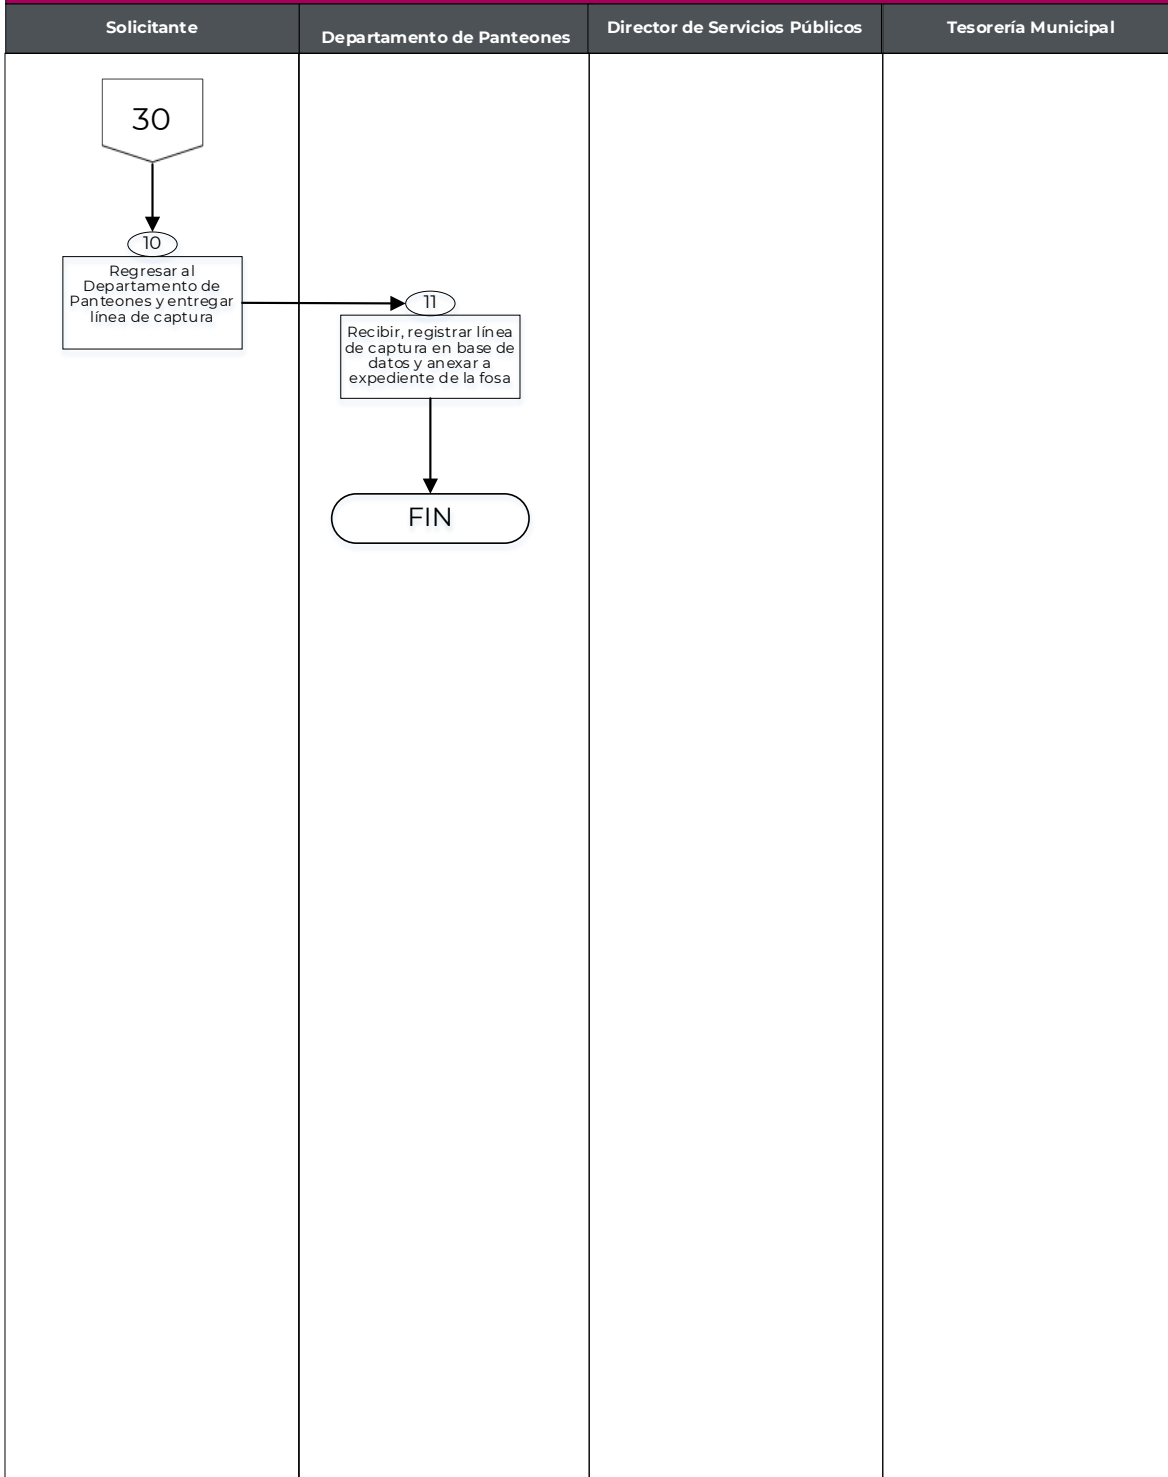 Solicitante
Departamento de Panteones
Director de Servicios Públicos
Tesorería Municipal
30
10
Regresar al
Departamento de
Panteones y entregar
línea de captura
11
Recibir, registrar línea
de captura en base de
datos y anexar a
expediente de la fosa
FIN